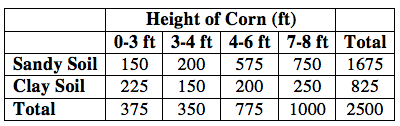 Height of Corn (ft)
0-3 ft 3-4 ft 4-6 ft 7-8 ft Total
Sandy Soil 150 200 575 750 1675
Clay Soil 225 150 200 250 825
Total 375 350 775 1000 2500